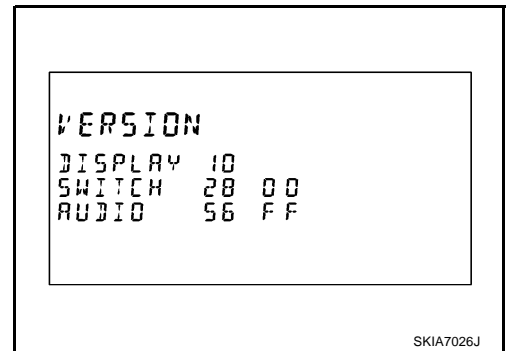 VERSION
DISPLAY 10
SWITCH 28 00
AUDIO 56 FF
SKIA7026J